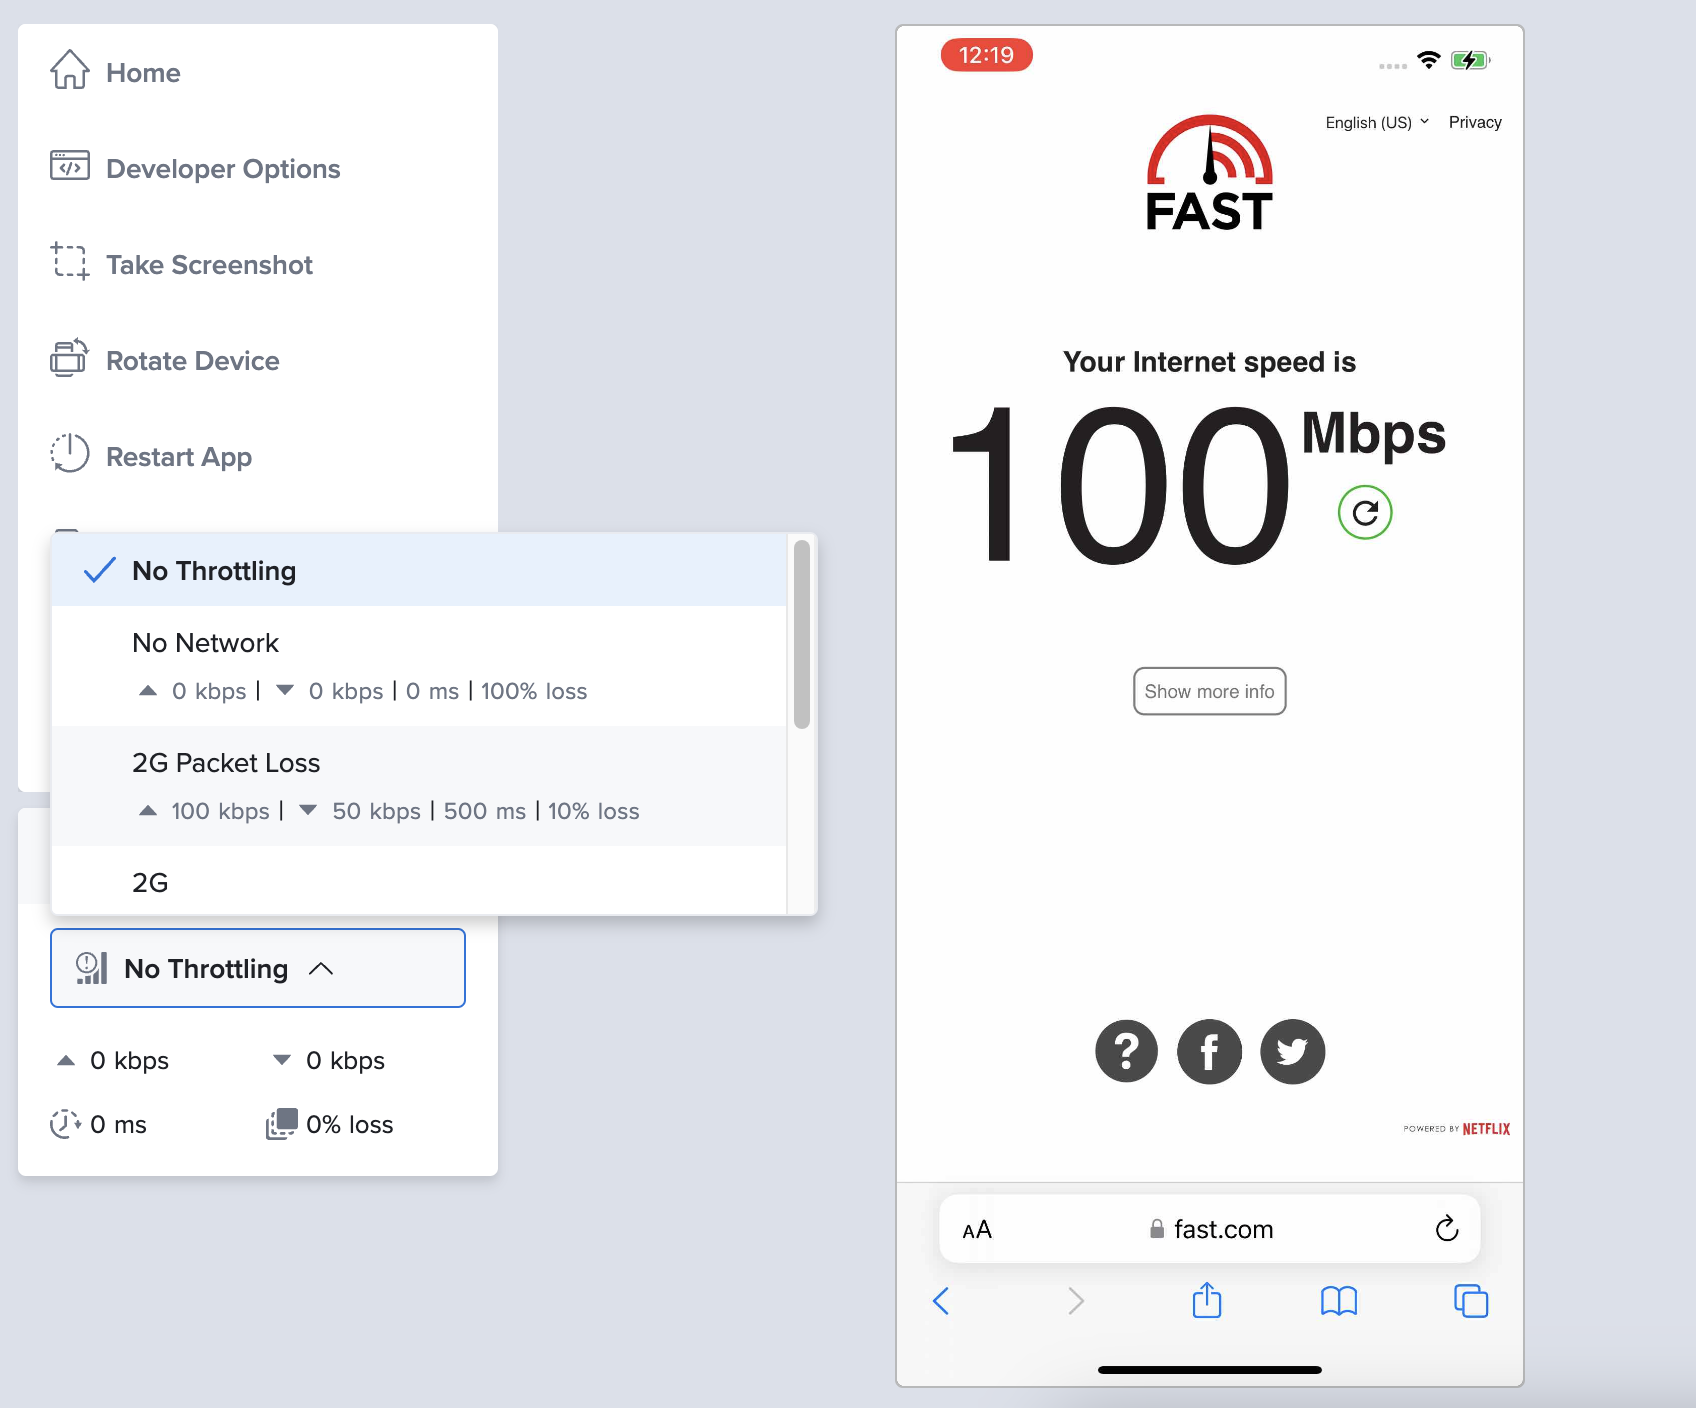 Home
Developer Options
Take Screenshot
Rotate Device
Restart App
No Throttling
No Network
0 kbps | 0 kbps | 0 ms | 100% loss
2G Packet Loss
100 kbps | 50 kbps | 500 ms | 10% loss
2G
No Throttling
0 kbps 0 kbps
0 ms 0% loss
12:19
English (US) Privacy
FAST
Your Internet speed is
100 Mbps
Show more info
POWERED BY NETFLIX
AA fast.com